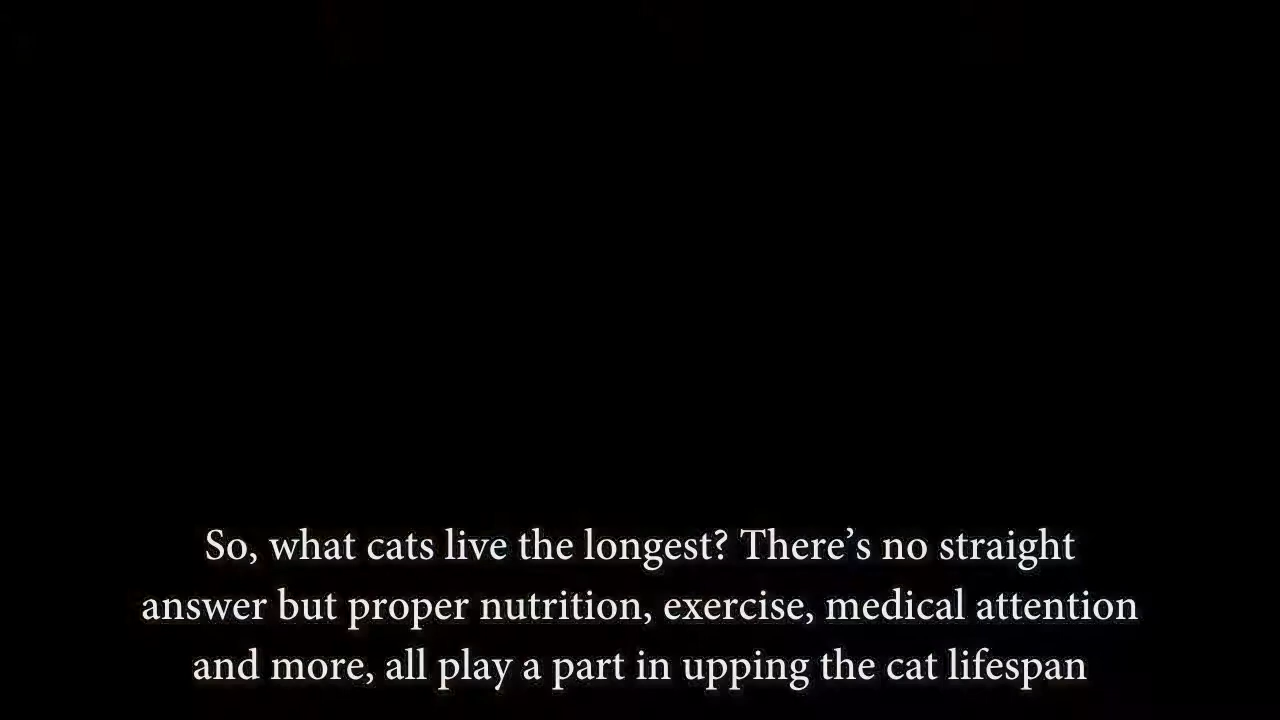 So, what cats live the longest? There’s no straight
answer but proper nutrition, exercise, medical attention
and more, all play a part in upping the cat lifespan